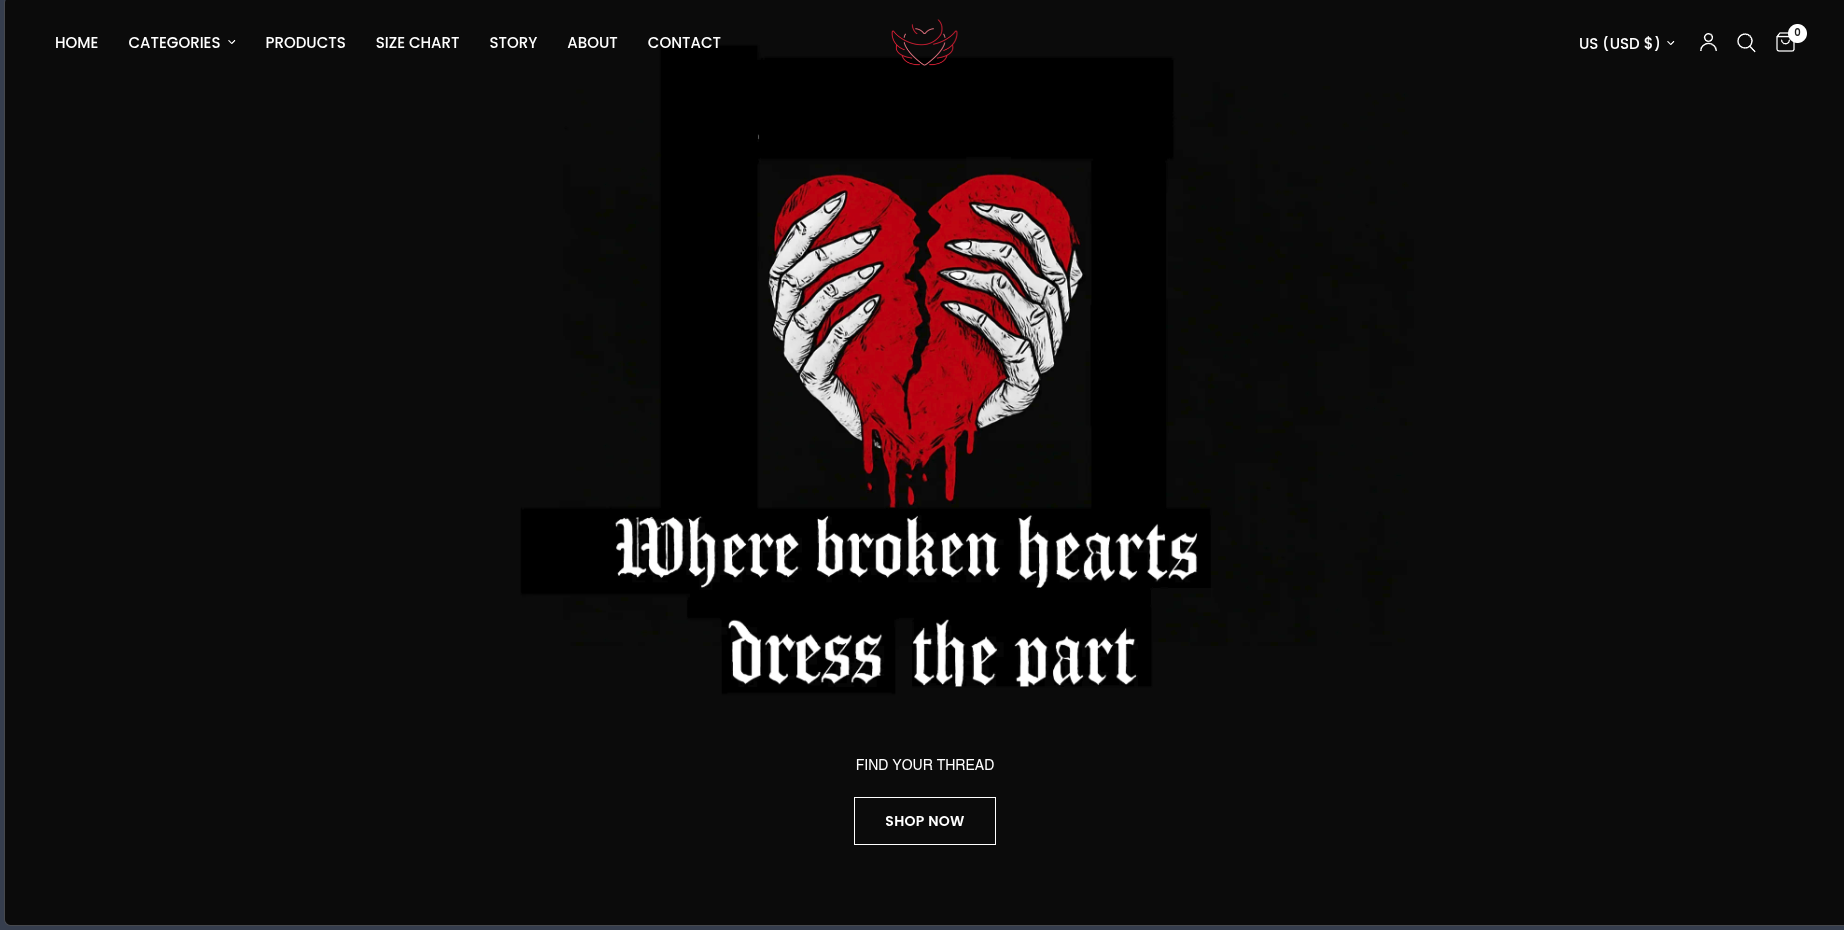 HOME CATEGORIES PRODUCTS SIZE CHART STORY ABOUT CONTACT US (USD $) 0
Where broken hearts
dress the part
FIND YOUR THREAD
SHOP NOW